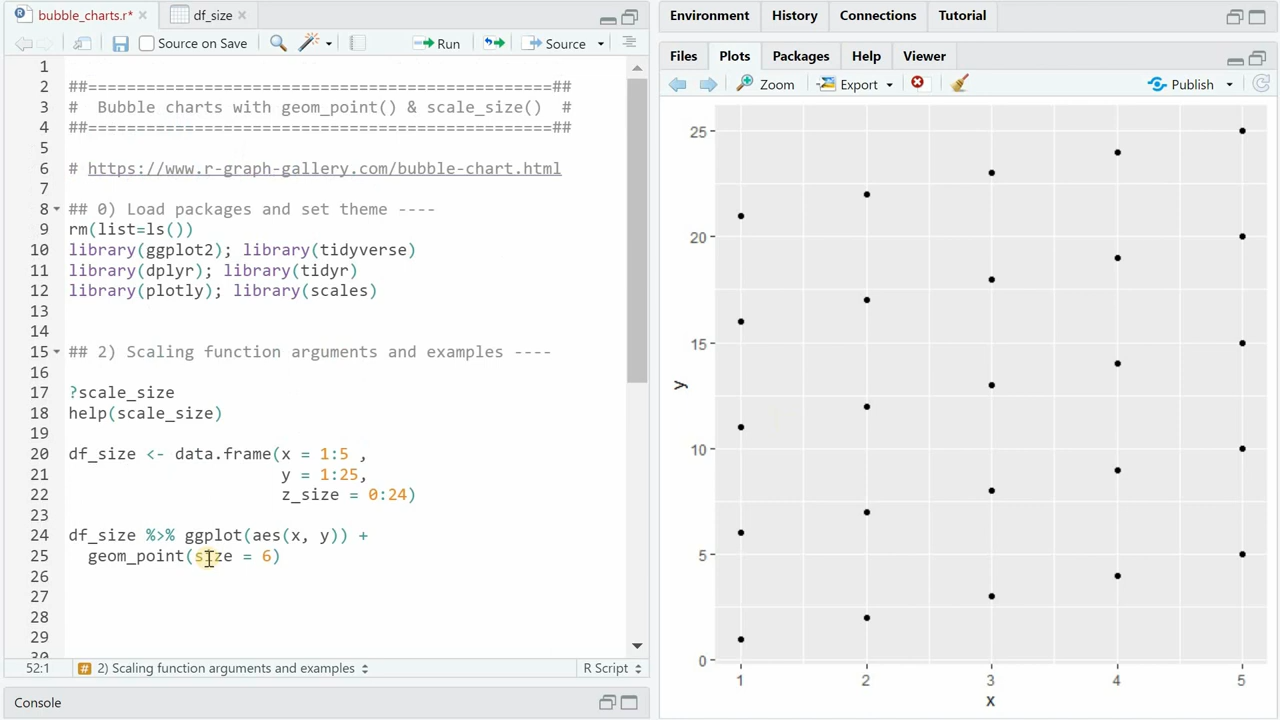 bubble_charts.R*
df_size
Source on Save
Run
Source
1
2 ##================================================##
3 # Bubble charts with geom_point() & scale_size() #
4 ##================================================##
5
6 # https://www.r-graph-gallery.com/bubble-chart.html
7
8 ## 0) Load packages and set theme ----
9 rm(list=ls())
10 library(ggplot2); library(tidyverse)
11 library(dplyr); library(tidyr)
12 library(plotly); library(scales)
13
14
15 ## 2) Scaling function arguments and examples ----
16
17 ?scale_size
18 help(scale_size)
19
20 df_size <- data.frame(x = 1:5 ,
21 y = 1:25,
22 z_size = 0:24)
23
24 df_size %>% ggplot(aes(x, y)) +
25 geom_point(size = 6)
26
27
28
29
30
52:1 # 2) Scaling function arguments and examples R Script
Console
Environment History Connections Tutorial
Files Plots Packages Help Viewer
Zoom Export Publish
25
20
15
y
10
5
0
1 2 3 4 5
x